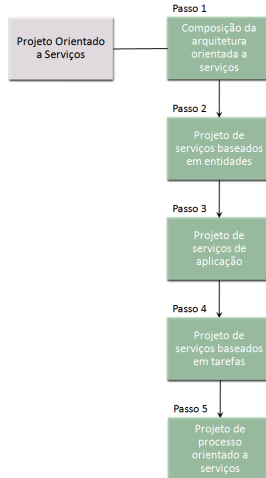 Passo 1
Projeto Orientado
a Serviços
Composição da
arquitetura
orientada a
serviços
Passo 2
Projeto de
serviços baseados
em entidades
Passo 3
Projeto de
serviços de
aplicação
Passo 4
Projeto de
serviços baseados
em tarefas
Passo 5
Projeto de
processo
orientado a
serviços